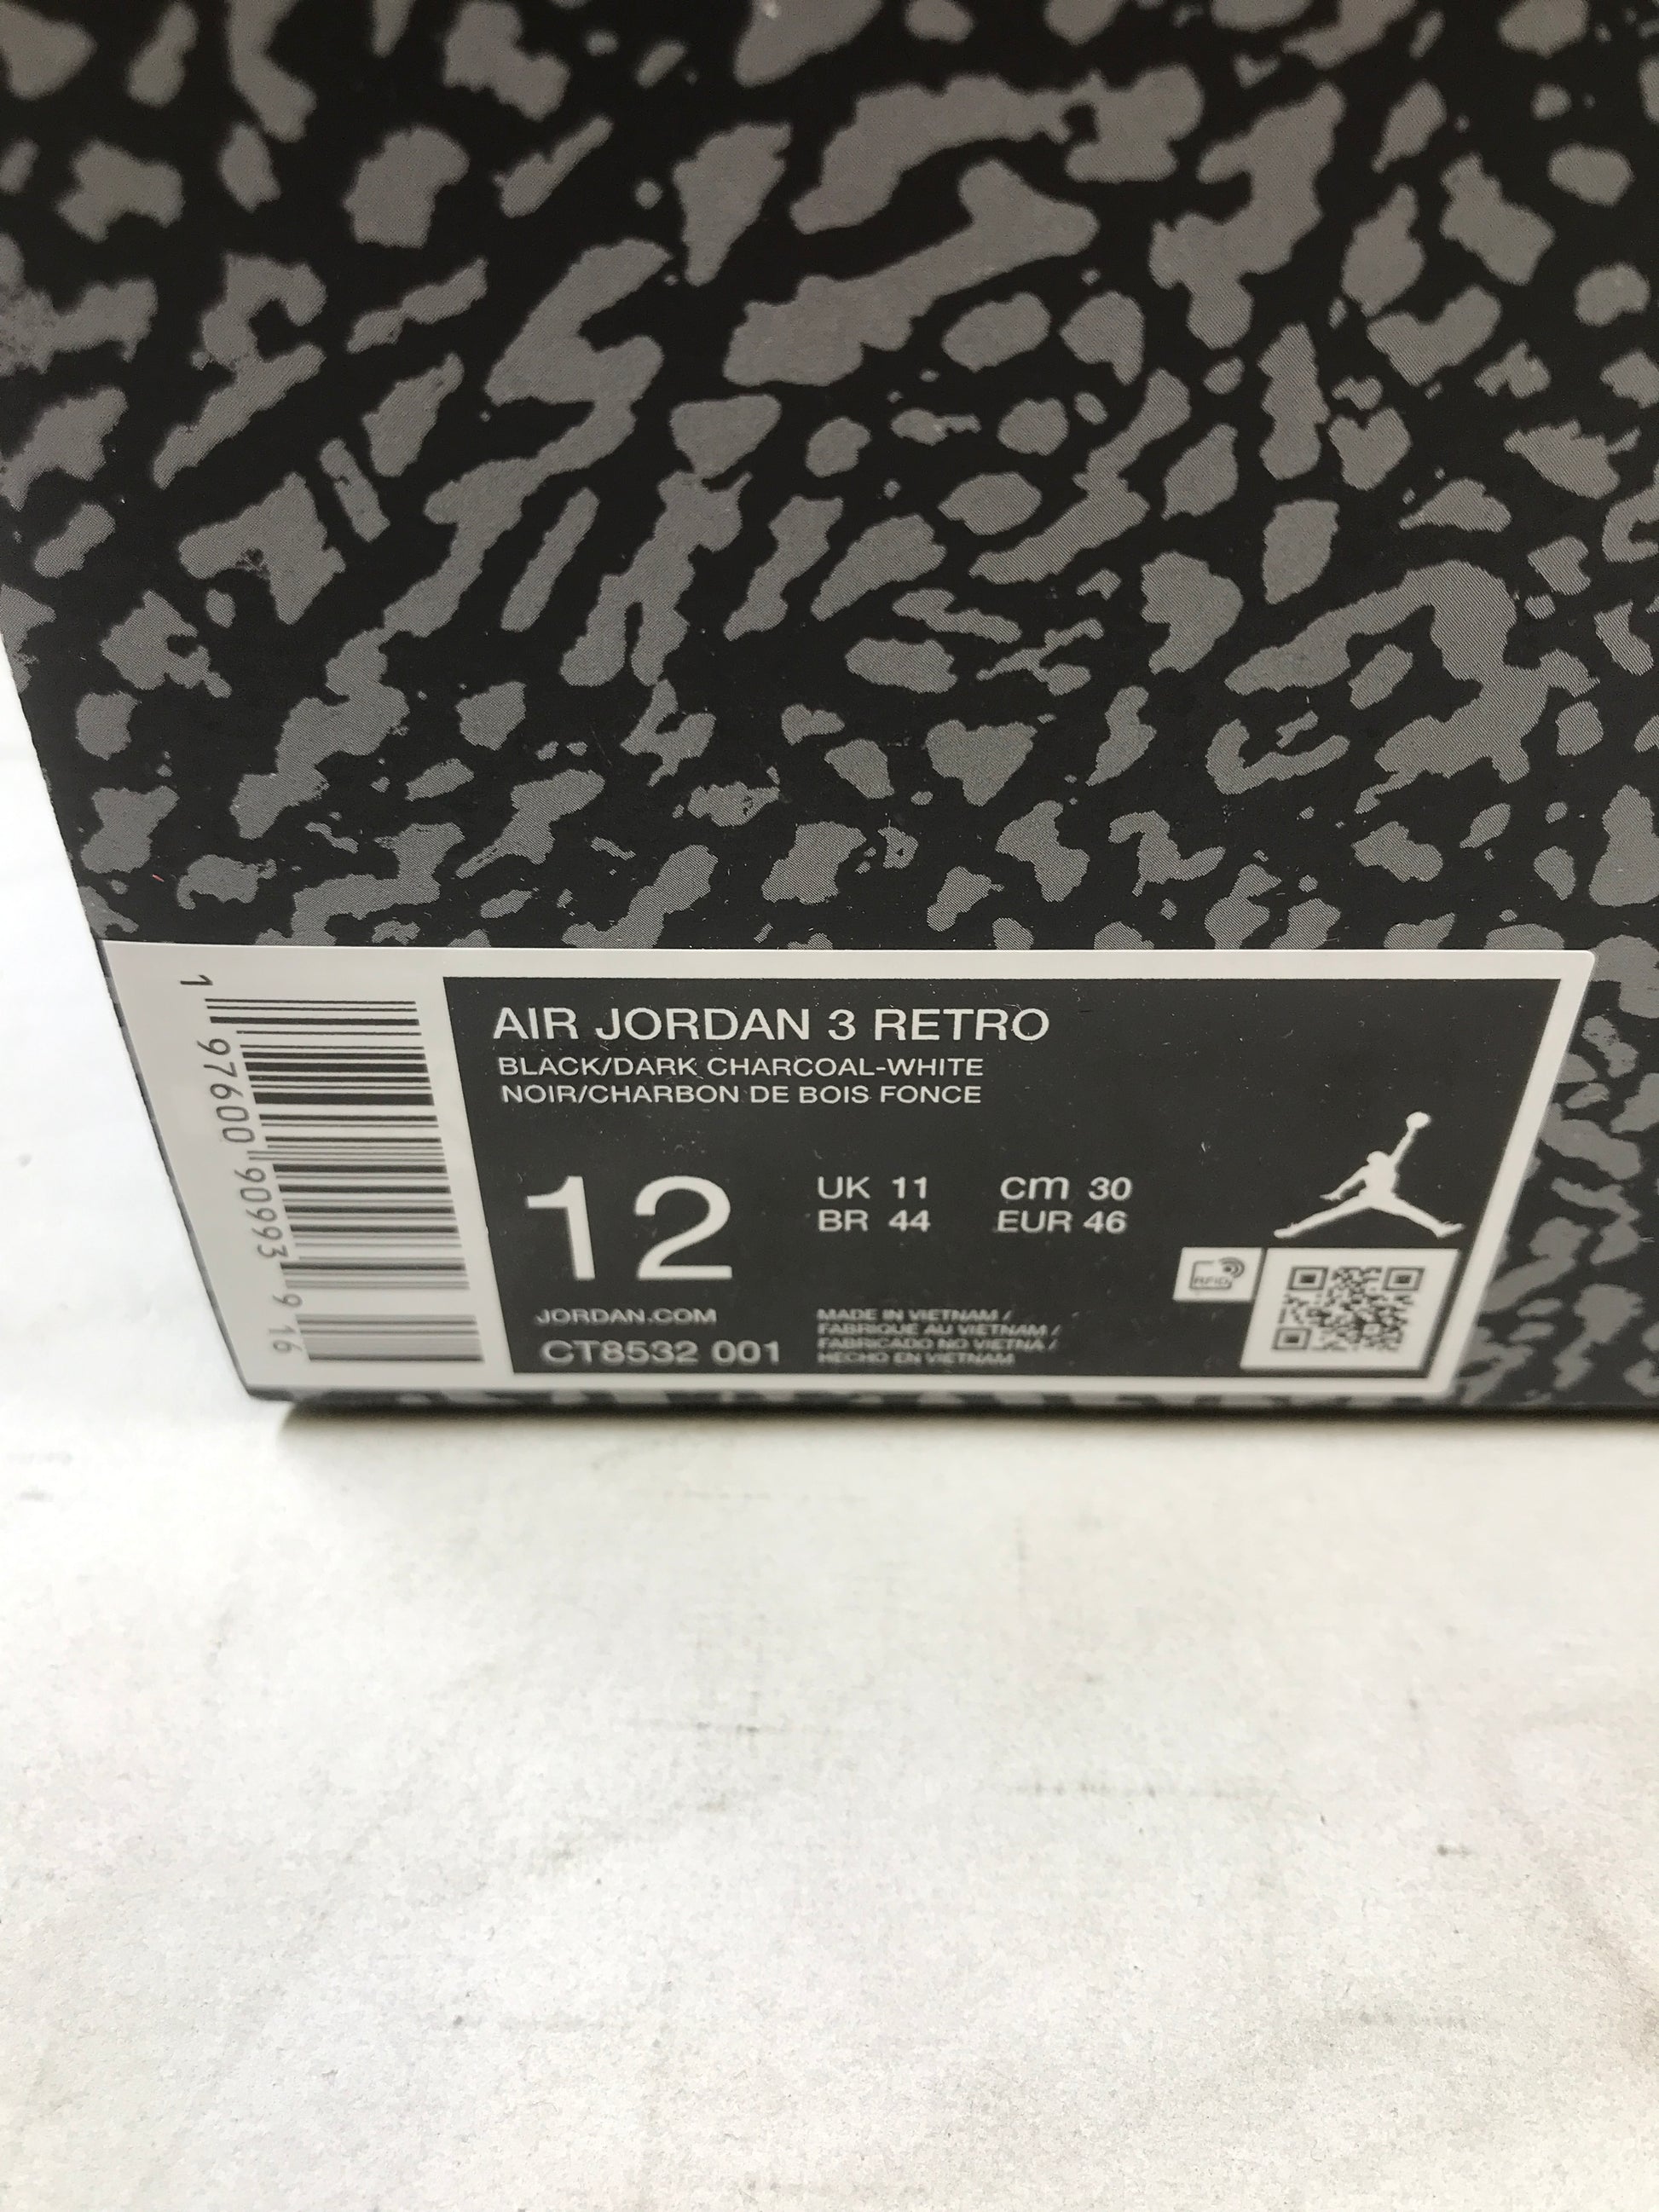 AIR JORDAN 3 RETRO
BLACK/DARK CHARCOAL-WHITE
NOIR/CHARBON DE BOIS FONCE
12
UK 11
BR 44
cm 30
EUR 46
JORDAN.COM
CT8532 001
MADE IN VIETNAM /
FABRIQUE AU VIETNAM /
FABRICADO NO VIETNA /
HECHO EN VIETNAM
RFID
1 97600 90993 9 16